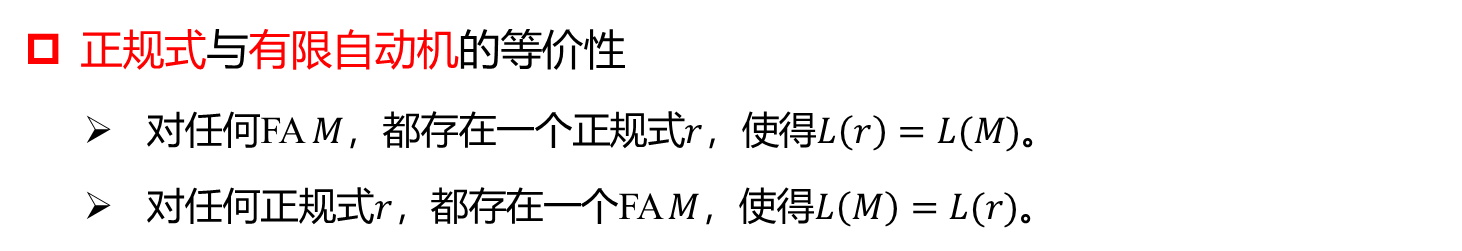 正规式与有限自动机的等价性
➢ 对任何FA M，都存在一个正规式r，使得L(r) = L(M)。
➢ 对任何正规式r，都存在一个FA M，使得L(M) = L(r)。